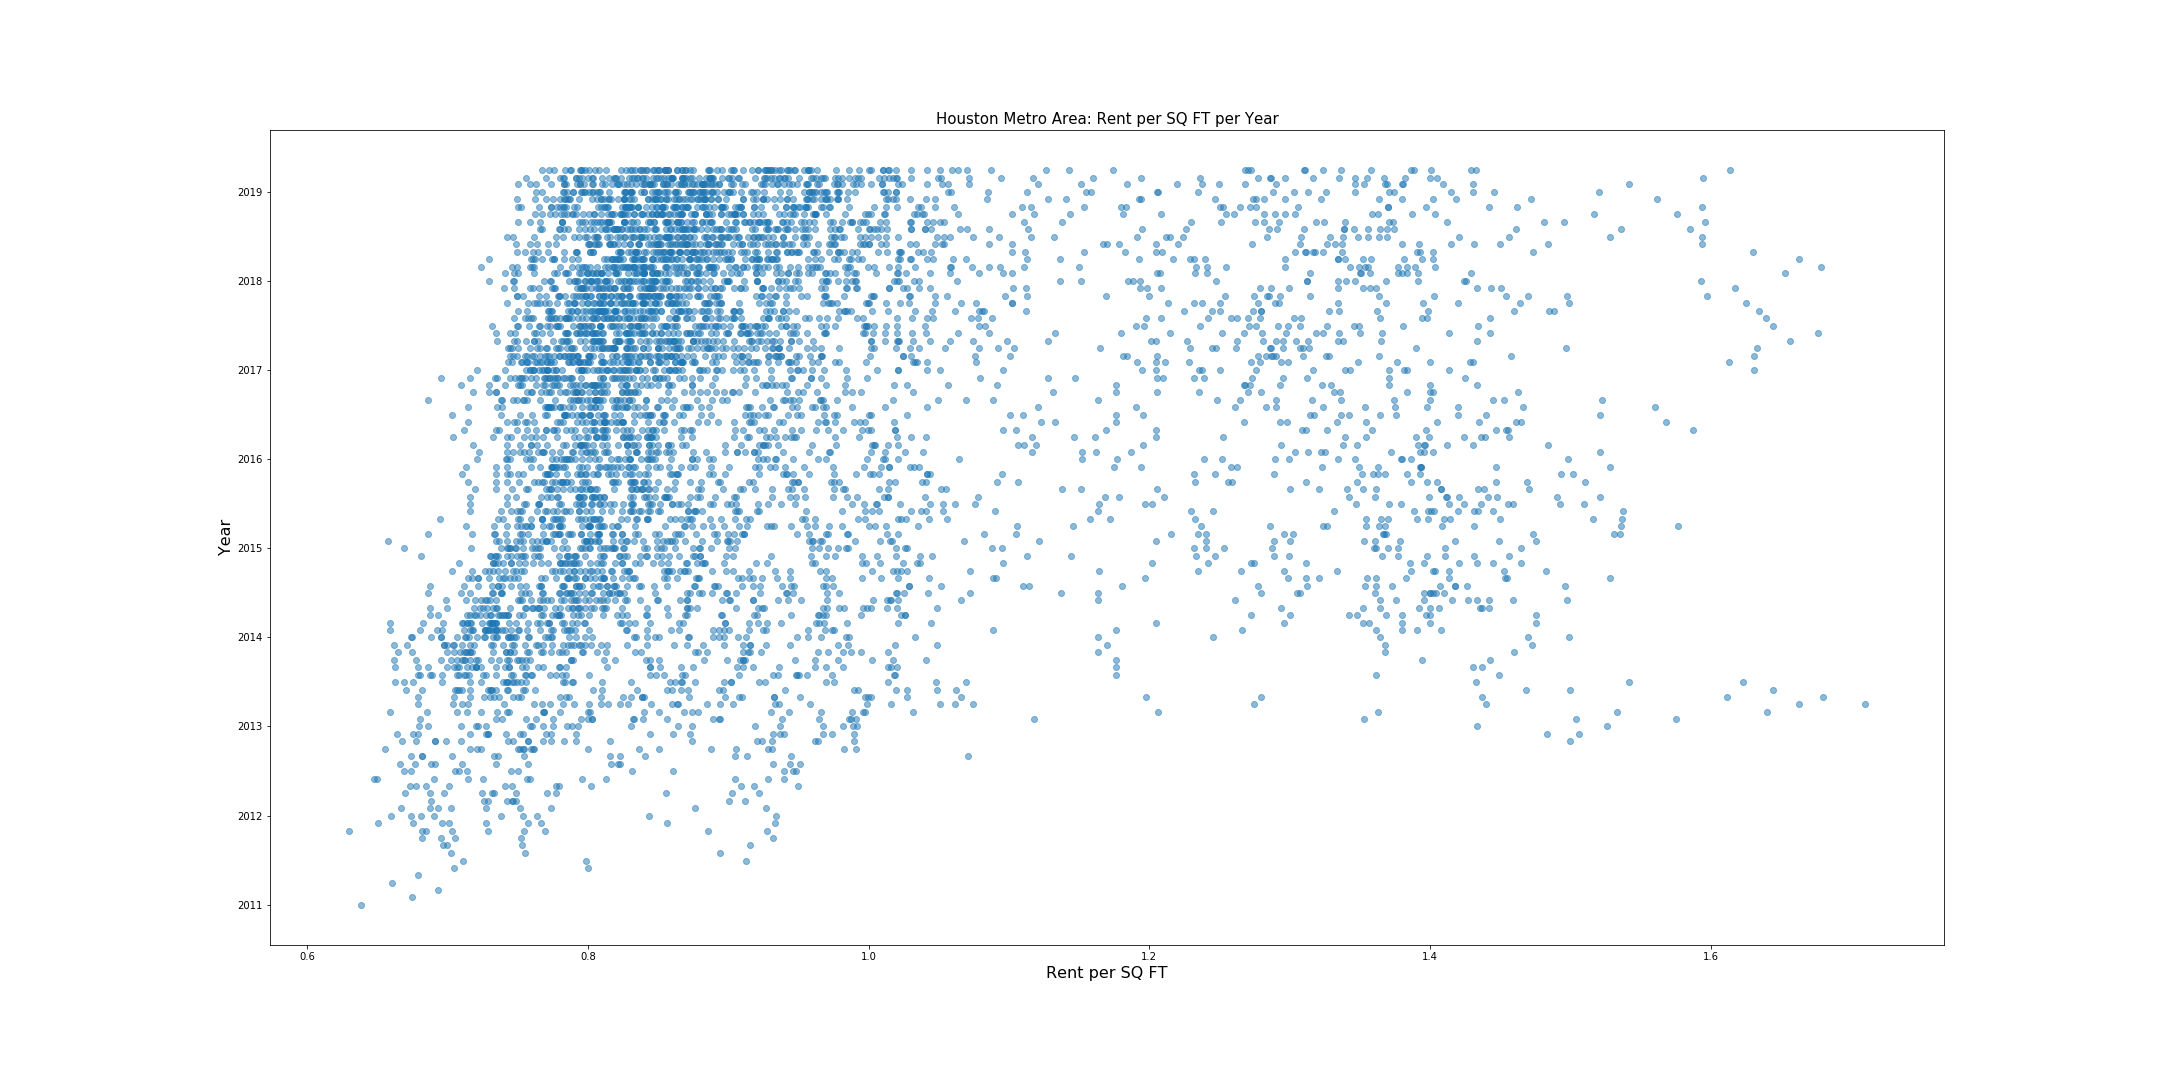 Houston Metro Area: Rent per SQ FT per Year
2019
2018
2017
2016
2015
2014
2013
2012
2011
Year
0.6 0.8 1.0 1.2 1.4 1.6
Rent per SQ FT